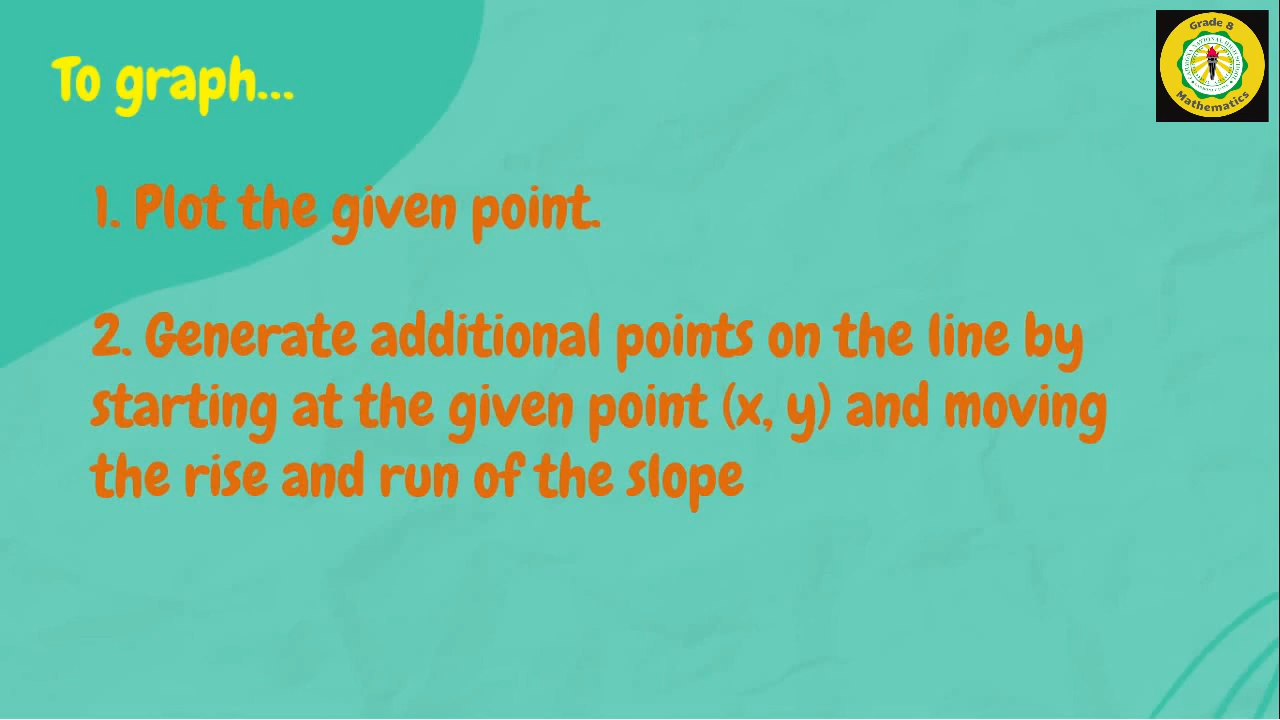 To graph...
Grade 8
Mathematics
1. Plot the given point.
2. Generate additional points on the line by
starting at the given point (x, y) and moving
the rise and run of the slope